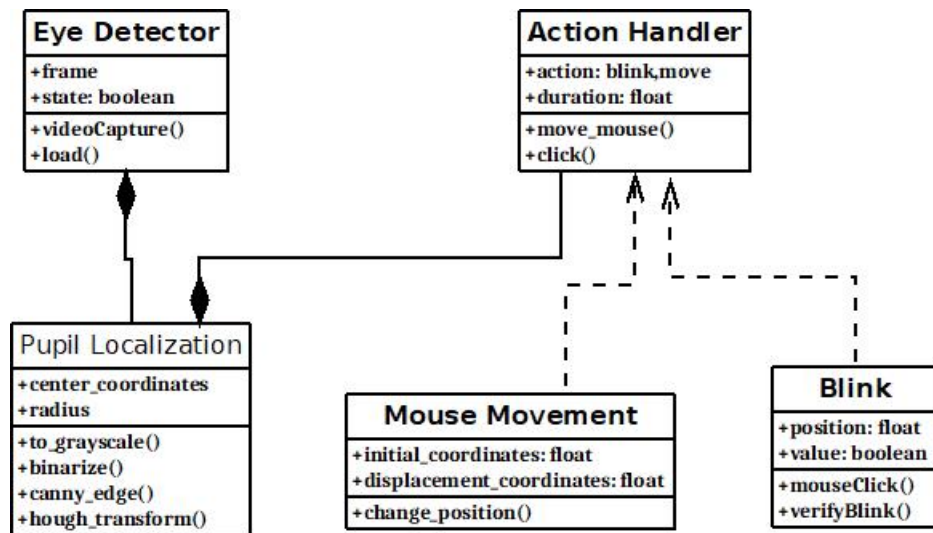 Eye Detector
+frame
+state: boolean
+videoCapture()
+load()
Action Handler
+action: blink,move
+duration: float
+move_mouse()
+click()
Pupil Localization
+center_coordinates
+radius
+to_grayscale()
+binarize()
+canny_edge()
+hough_transform()
Mouse Movement
+initial_coordinates: float
+displacement_coordinates: float
+change_position()
Blink
+position: float
+value: boolean
+mouseClick()
+verifyBlink()